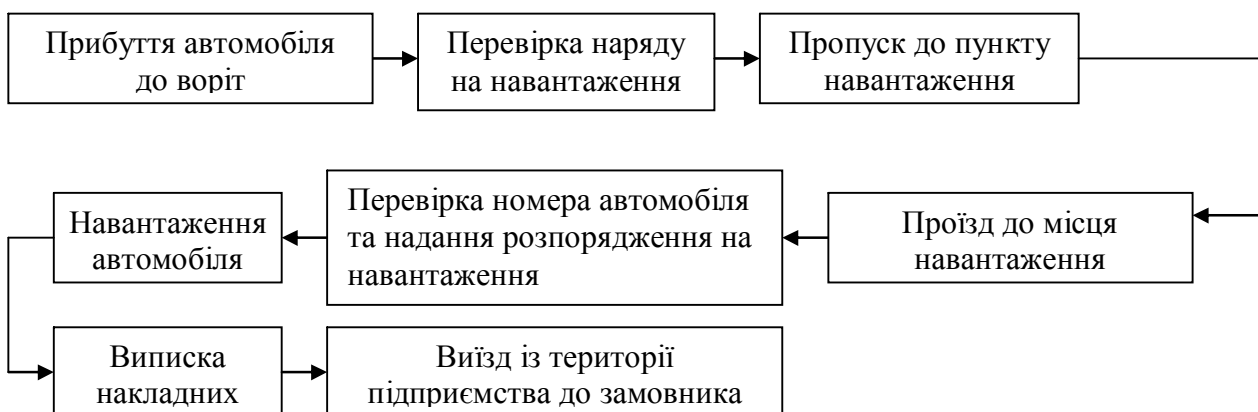 Прибуття автомобіля
до воріт
Перевірка наряду
на навантаження
Пропуск до пункту
навантаження
Проїзд до місця
навантаження
Перевірка номера автомобіля
та надання розпорядження на
навантаження
Навантаження
автомобіля
Виписка
накладних
Виїзд із території
підприємства до замовника